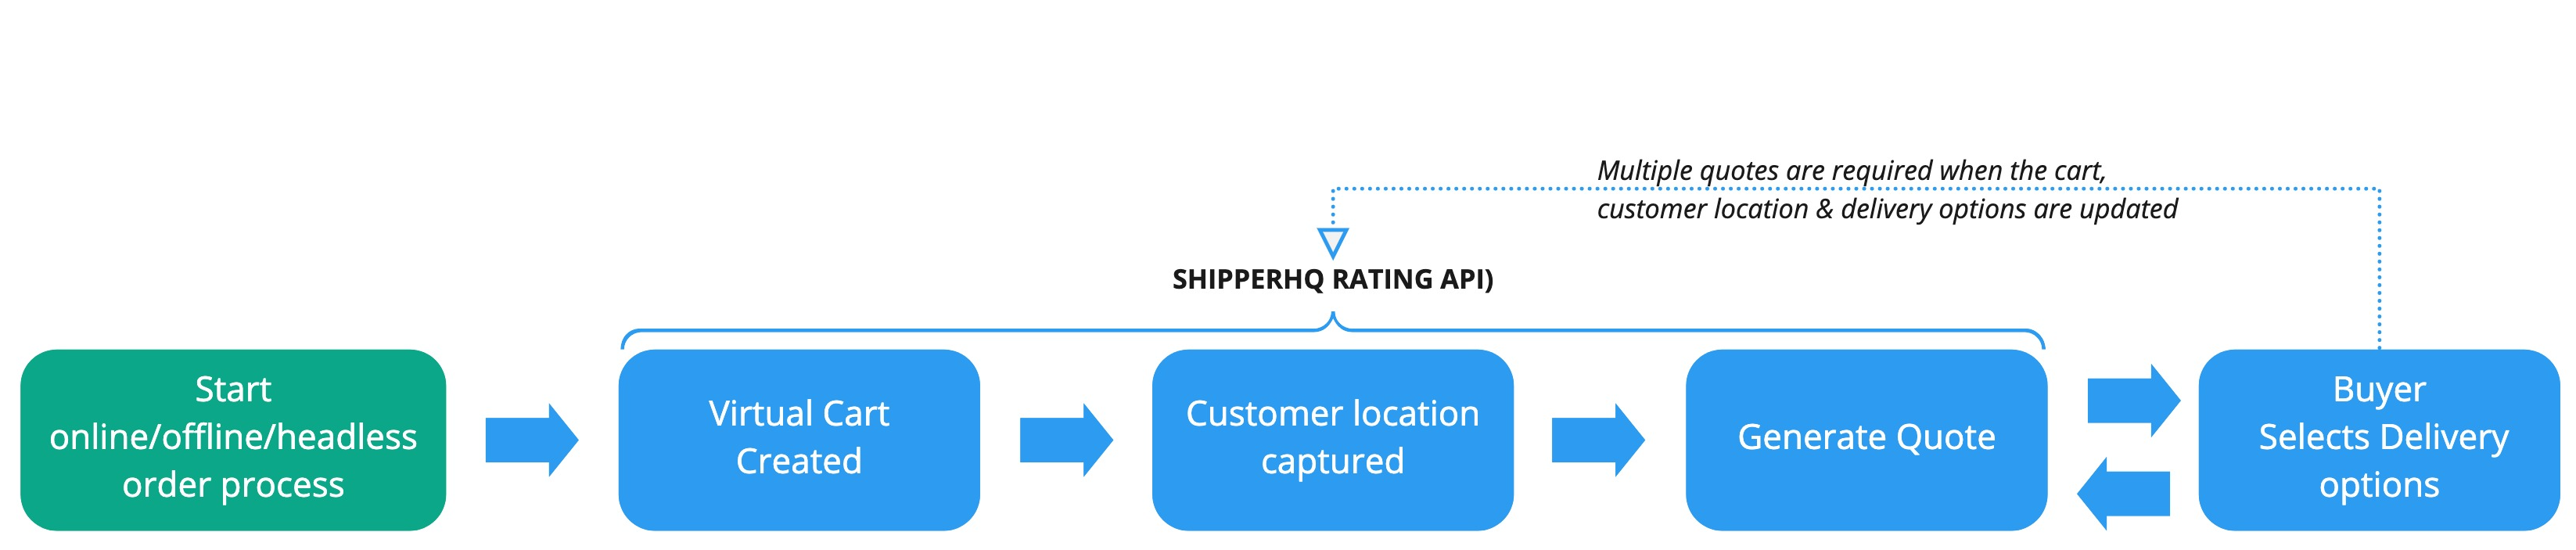 Multiple quotes are required when the cart,
customer location & delivery options are updated
SHIPPERHQ RATING API)
Start
online/offline/headless
order process
Virtual Cart
Created
Customer location
captured
Generate Quote
Buyer
Selects Delivery
options